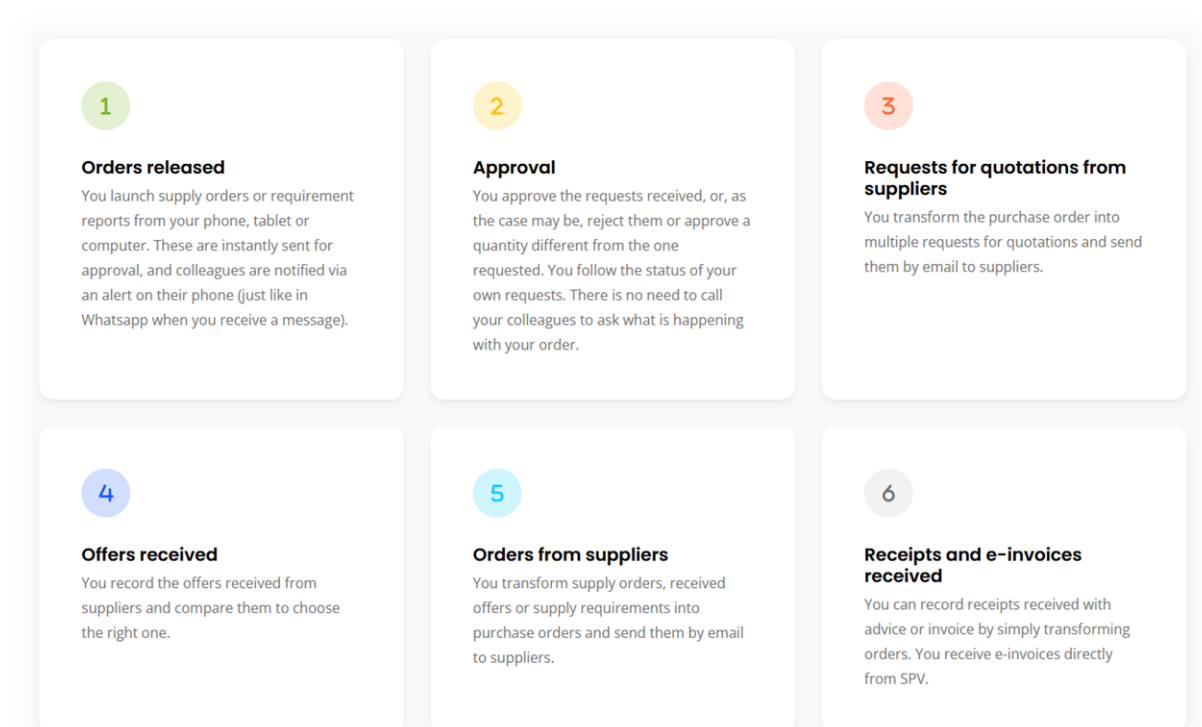 1
Orders released
You launch supply orders or requirement
reports from your phone, tablet or
computer. These are instantly sent for
approval, and colleagues are notified via
an alert on their phone (just like in
Whatsapp when you receive a message).
2
Approval
You approve the requests received, or, as
the case may be, reject them or approve a
quantity different from the one
requested. You follow the status of your
own requests. There is no need to call
your colleagues to ask what is happening
with your order.
3
Requests for quotations from
suppliers
You transform the purchase order into
multiple requests for quotations and send
them by email to suppliers.
4
Offers received
You record the offers received from
suppliers and compare them to choose
the right one.
5
Orders from suppliers
You transform supply orders, received
offers or supply requirements into
purchase orders and send them by email
to suppliers.
6
Receipts and e-invoices
received
You can record receipts received with
advice or invoice by simply transforming
orders. You receive e-invoices directly
from SPV.